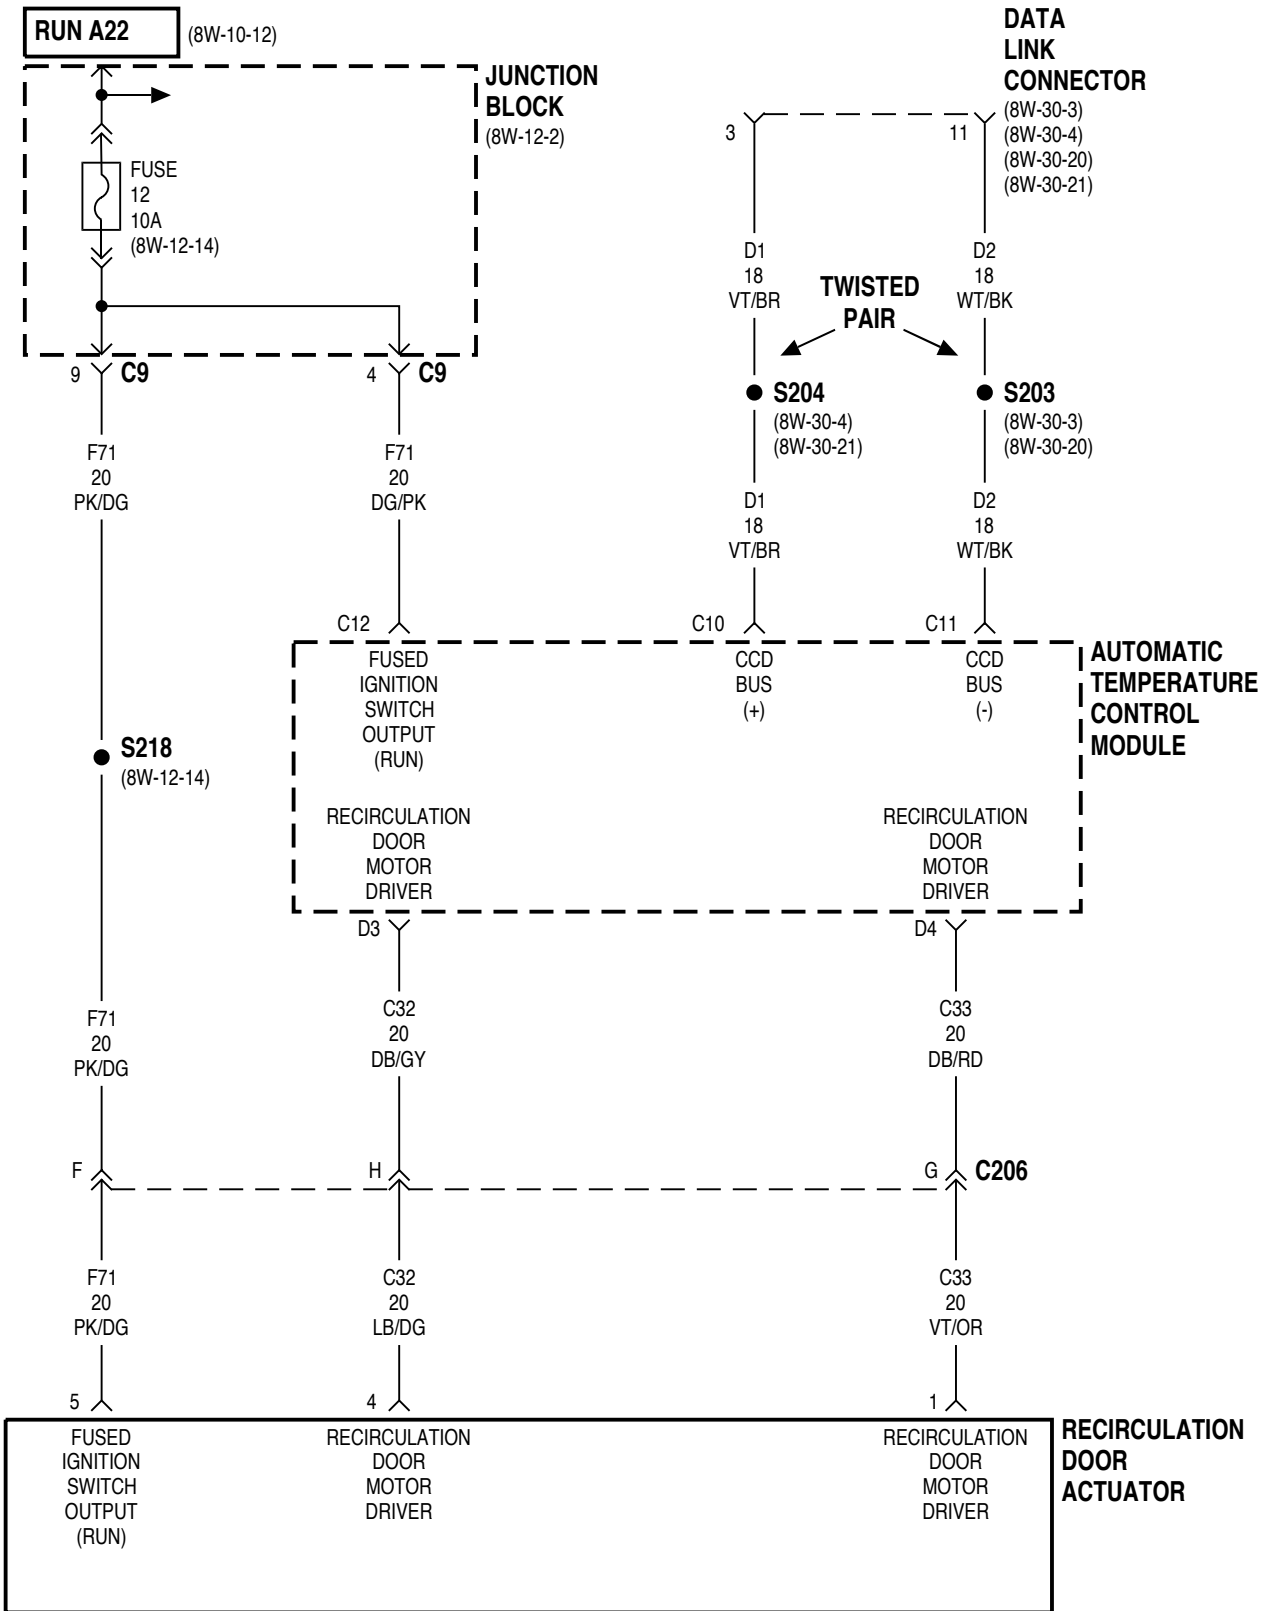 RUN A22
(8W-10-12)
JUNCTION
BLOCK
(8W-12-2)
FUSE
12
10A
(8W-12-14)
9
C9
4
C9
DATA
LINK
CONNECTOR
(8W-30-3)
(8W-30-4)
(8W-30-20)
(8W-30-21)
3
11
D1
18
VT/BR
D2
18
WT/BK
TWISTED
PAIR
S204
(8W-30-4)
(8W-30-21)
S203
(8W-30-3)
(8W-30-20)
F71
20
PK/DG
F71
20
DG/PK
D1
18
VT/BR
D2
18
WT/BK
C12
C10
C11
FUSED
IGNITION
SWITCH
OUTPUT
(RUN)
CCD
BUS
(+)
CCD
BUS
(-)
AUTOMATIC
TEMPERATURE
CONTROL
MODULE
S218
(8W-12-14)
RECIRCULATION
DOOR
MOTOR
DRIVER
RECIRCULATION
DOOR
MOTOR
DRIVER
D3
D4
F71
20
PK/DG
C32
20
DB/GY
C33
20
DB/RD
F
H
G
C206
F71
20
PK/DG
C32
20
LB/DG
C33
20
VT/OR
5
4
1
FUSED
IGNITION
SWITCH
OUTPUT
(RUN)
RECIRCULATION
DOOR
MOTOR
DRIVER
RECIRCULATION
DOOR
MOTOR
DRIVER
RECIRCULATION
DOOR
ACTUATOR